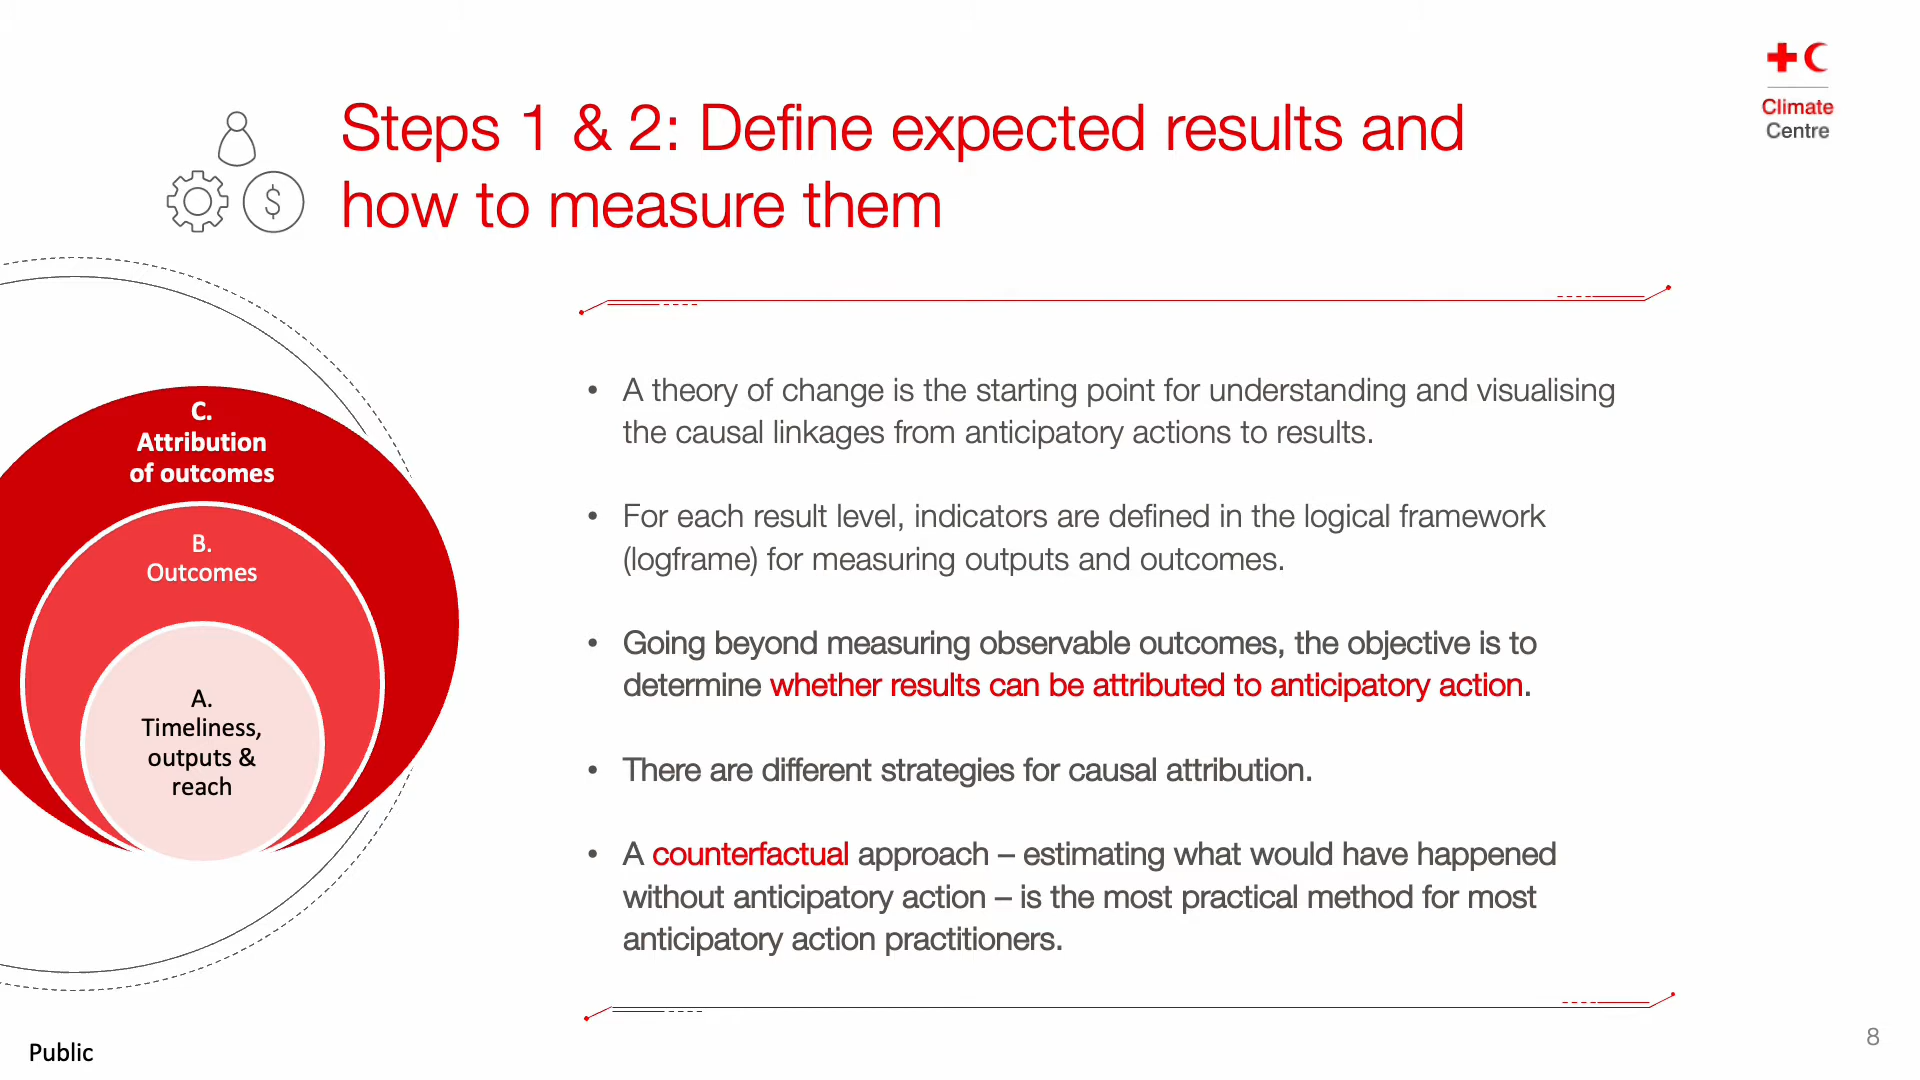 Climate
Centre
Steps 1 & 2: Define expected results and
how to measure them
C.
Attribution
of outcomes
B.
Outcomes
A.
Timeliness,
outputs &
reach
• A theory of change is the starting point for understanding and visualising
the causal linkages from anticipatory actions to results.
• For each result level, indicators are defined in the logical framework
(logframe) for measuring outputs and outcomes.
• Going beyond measuring observable outcomes, the objective is to
determine whether results can be attributed to anticipatory action.
• There are different strategies for causal attribution.
• A counterfactual approach – estimating what would have happened
without anticipatory action – is the most practical method for most
anticipatory action practitioners.
Public
8